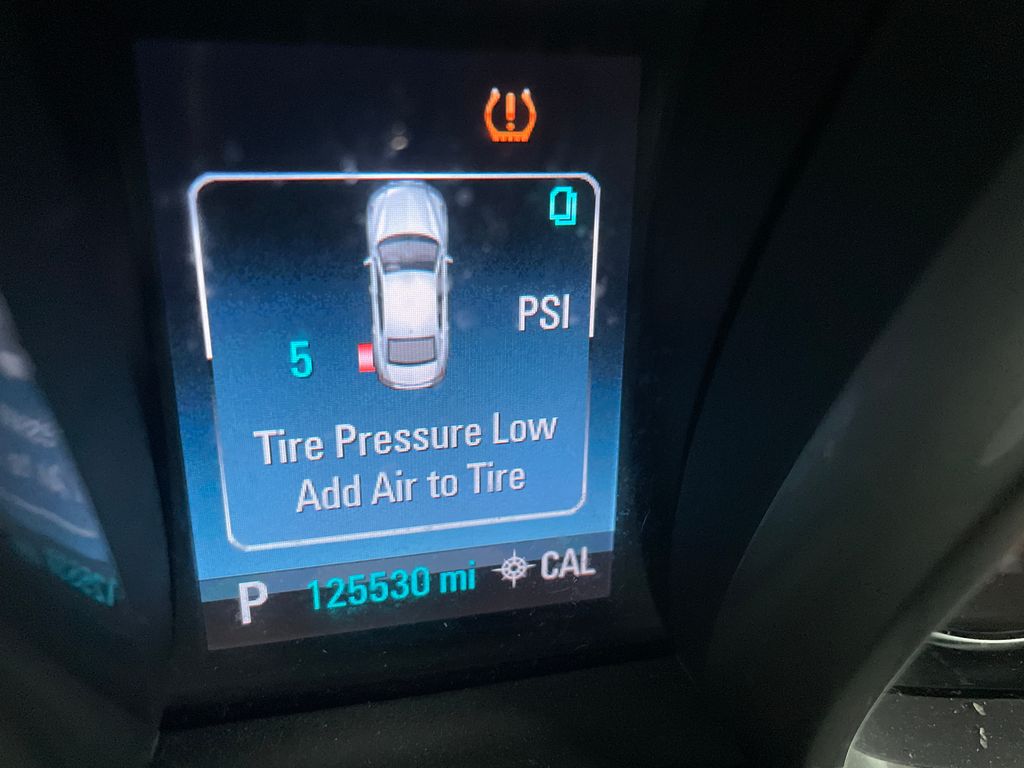 PSI
5
Tire Pressure Low
Add Air to Tire
P 125530 mi CAL